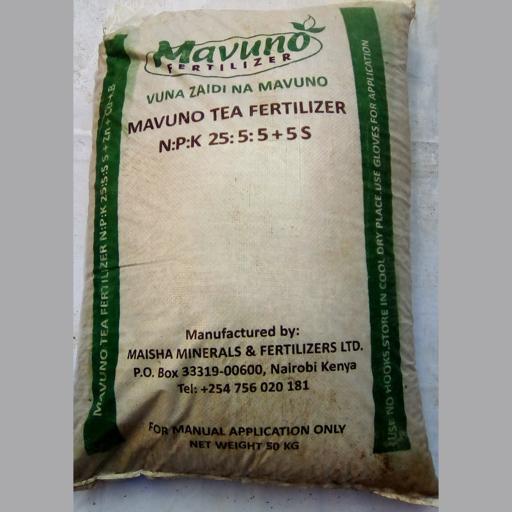 Mavuno
FERTILIZER
VUNA ZAIDI NA MAVUNO
MAVUNO TEA FERTILIZER
N:P:K 25:5:5+5S
Manufactured by:
MAISHA MINERALS & FERTILIZERS LTD.
P.O. Box 33319-00600, Nairobi Kenya
Tel: +254 756 020 181
FOR MANUAL APPLICATION ONLY
NET WEIGHT 50 KG
MAVUNO TEA FERTILIZER N:P:K 25:5:5 S + Zn + Cu + B
USE NO HOOKS.STORE IN COOL DRY PLACE.USE GLOVES FOR APPLICATION